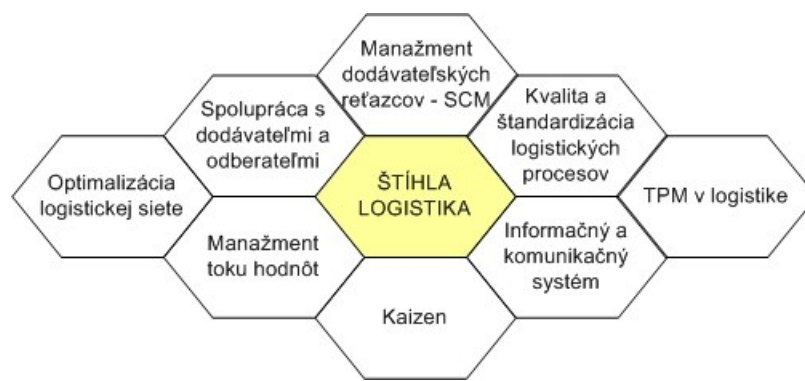 Manažment
dodávateľských
reťazcov - SCM
Spolupráca s
dodávateľmi a
odberateľmi
Kvalita a
štandardizácia
logistických
procesov
Optimalizácia
logistickej siete
ŠTÍHLA
LOGISTIKA
TPM v logistike
Manažment
toku hodnôt
Informačný a
komunikačný
systém
Kaizen